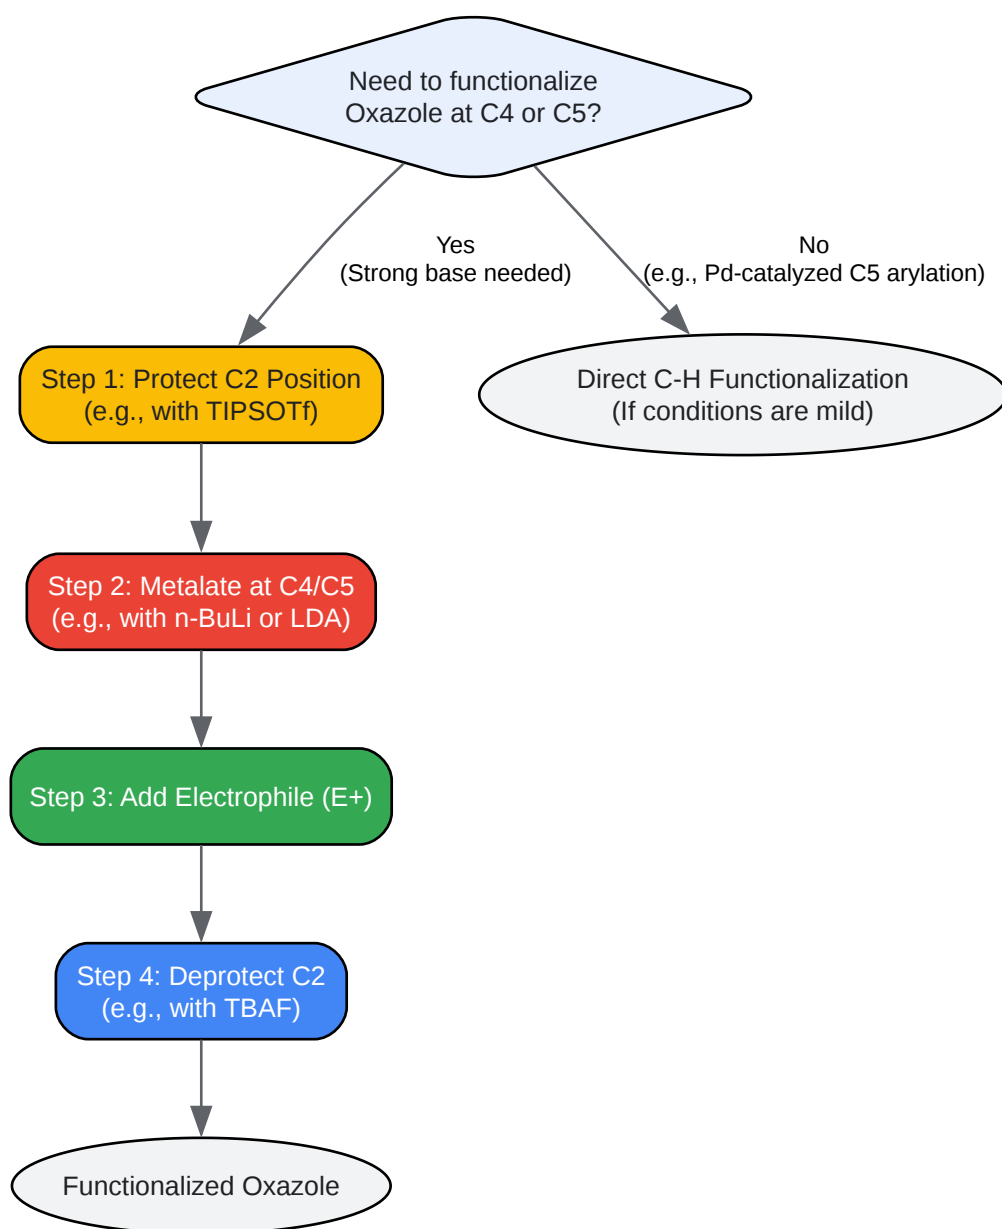 Need to functionalize
Oxazole at C4 or C5?
Yes
(Strong base needed)
No
(e.g., Pd-catalyzed C5 arylation)
Step 1: Protect C2 Position
(e.g., with TIPSOTf)
Direct C-H Functionalization
(If conditions are mild)
Step 2: Metalate at C4/C5
(e.g., with n-BuLi or LDA)
Step 3: Add Electrophile (E+)
Step 4: Deprotect C2
(e.g., with TBAF)
Functionalized Oxazole